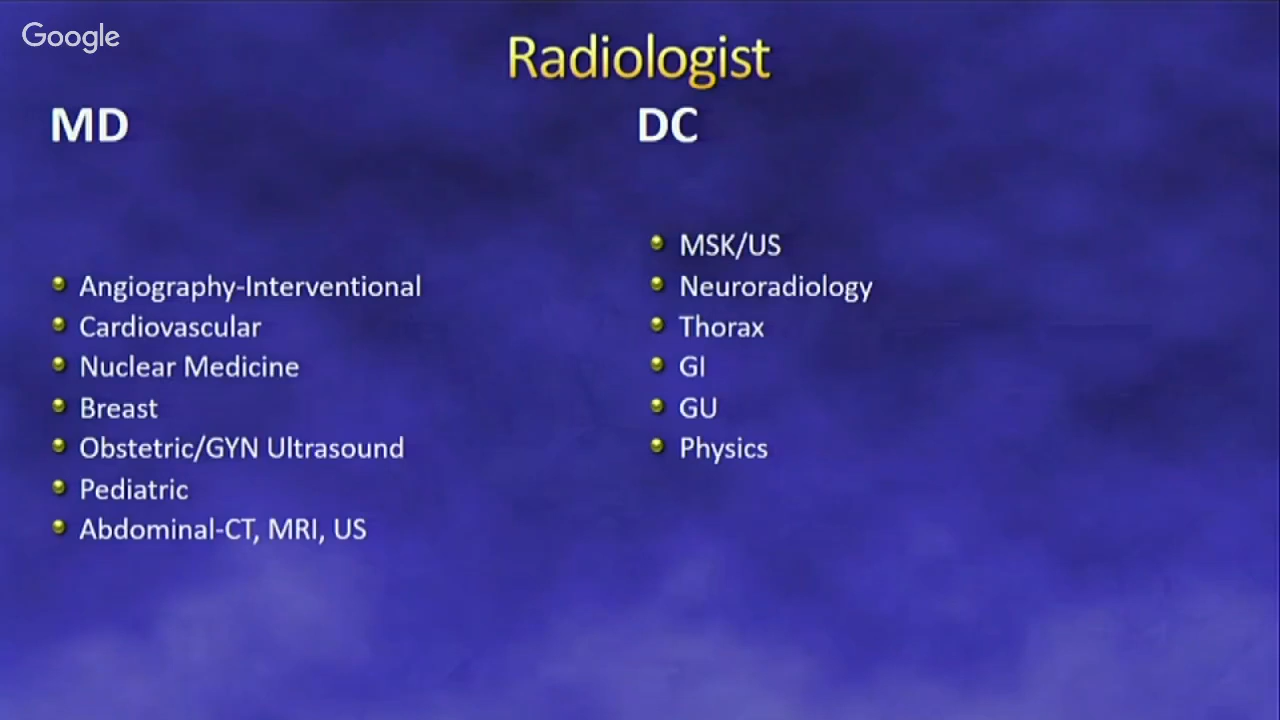 Google
Radiologist
MD
Angiography-Interventional
Cardiovascular
Nuclear Medicine
Breast
Obstetric/GYN Ultrasound
Pediatric
Abdominal-CT, MRI, US
DC
MSK/US
Neuroradiology
Thorax
GI
GU
Physics